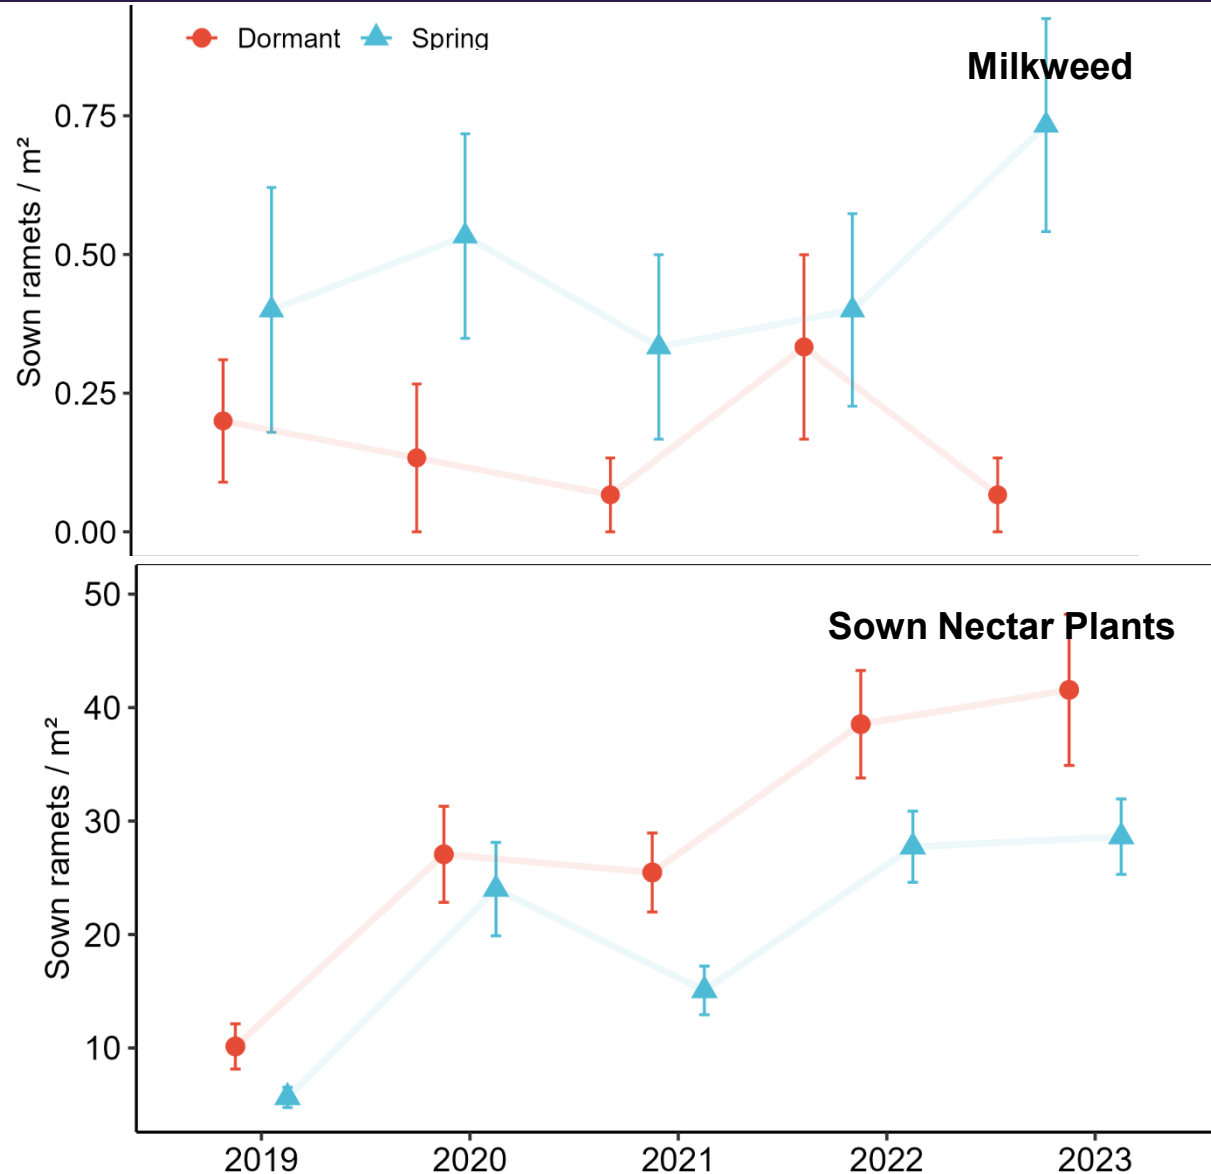 Dormant Spring
Milkweed
Sown ramets / m²
0.75
0.50
0.25
0.00
Sown Nectar Plants
Sown ramets / m²
50
40
30
20
10
2019 2020 2021 2022 2023